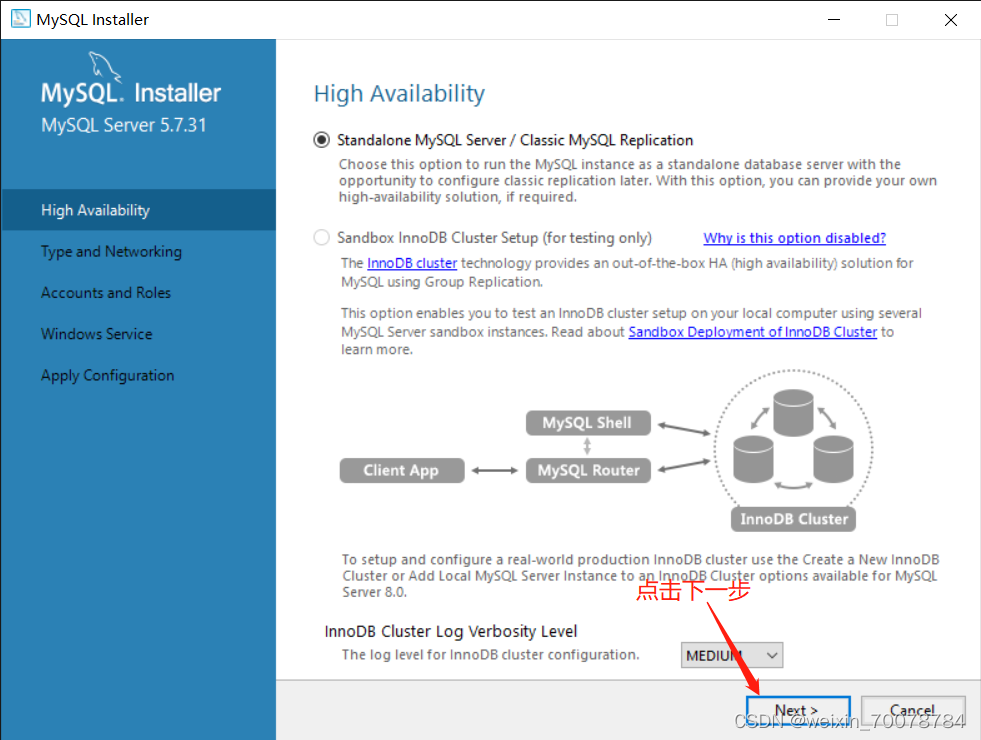 MySQL Installer
MySQL. Installer
MySQL Server 5.7.31
High Availability
Type and Networking
Accounts and Roles
Windows Service
Apply Configuration
High Availability
Standalone MySQL Server / Classic MySQL Replication
Choose this option to run the MySQL instance as a standalone database server with the
opportunity to configure classic replication later. With this option, you can provide your own
high-availability solution, if required.
Sandbox InnoDB Cluster Setup (for testing only) Why is this option disabled?
The InnoDB cluster technology provides an out-of-the-box HA (high availability) solution for
MySQL using Group Replication.
This option enables you to test an InnoDB cluster setup on your local computer using several
MySQL Server sandbox instances. Read about Sandbox Deployment of InnoDB Cluster to
learn more.
MySQL Shell
Client App
MySQL Router
InnoDB Cluster
To setup and configure a real-world production InnoDB cluster use the Create a New InnoDB
Cluster or Add Local MySQL Server Instance to an InnoDB Cluster options available for MySQL
Server 8.0.
点击下一步
InnoDB Cluster Log Verbosity Level
The log level for InnoDB cluster configuration. MEDIUM
Next > Cancel
CSDN @weixin_70078784